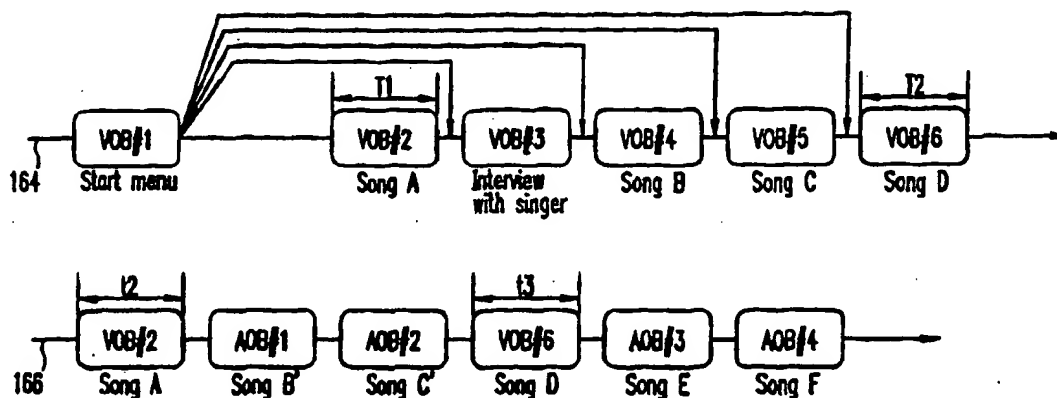 T1
T2
VOB#1
VOB#2
VOB#3
VOB#4
VOB#5
VOB#6
164
Start menu
Song A
Interview
with singer
Song B
Song C
Song D
t2
t3
VOB#2
AOB#1
AOB#2
VOB#6
AOB#3
AOB#4
166
Song A
Song B'
Song C'
Song D
Song E
Song F